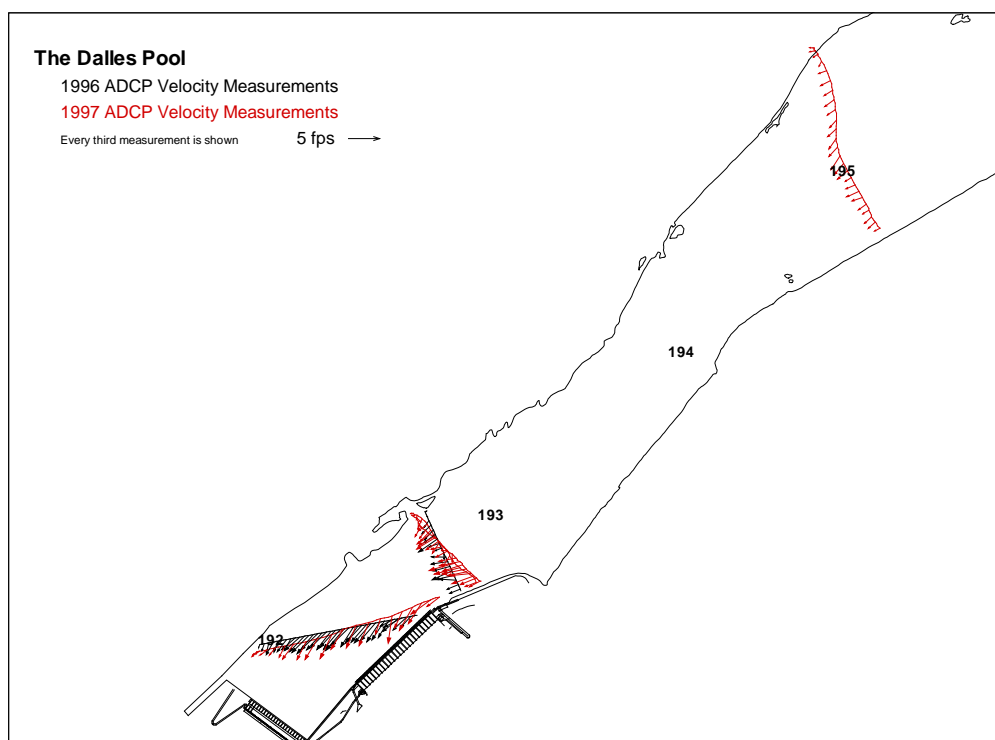 The Dalles Pool
1996 ADCP Velocity Measurements
1997 ADCP Velocity Measurements
Every third measurement is shown 5 fps
195
194
193
192